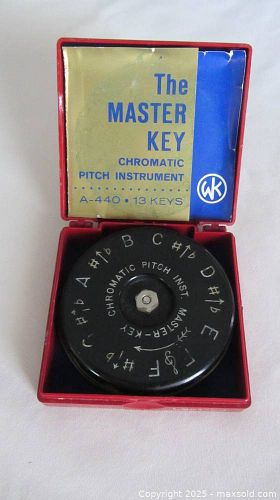 The
MASTER
KEY
CHROMATIC
PITCH INSTRUMENT
A-440 • 13 KEYS
WK
B C #↑♭ D #↑♭ E F
F #↑♭ G #↑♭ A #↑♭
CHROMATIC PITCH INST.
MASTER-KEY
Copyright © 2025 - maxsold.com